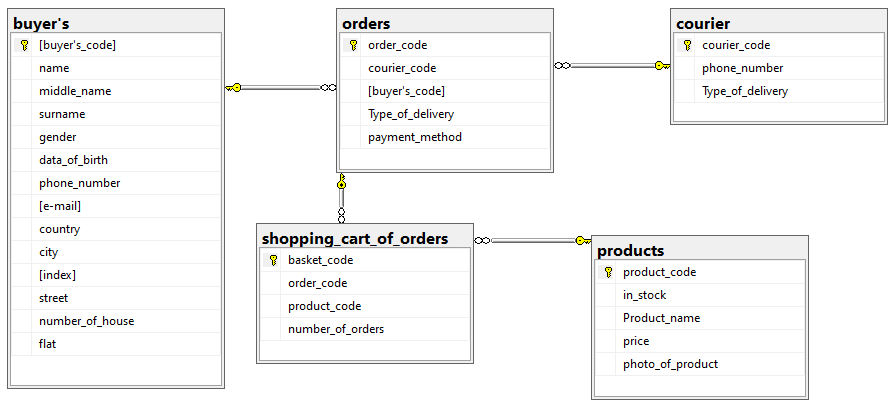 buyer's
[buyer's_code]
name
middle_name
surname
gender
data_of_birth
phone_number
[e-mail]
country
city
[index]
street
number_of_house
flat
orders
order_code
courier_code
[buyer's_code]
Type_of_delivery
payment_method
courier
courier_code
phone_number
Type_of_delivery
shopping_cart_of_orders
basket_code
order_code
product_code
number_of_orders
products
product_code
in_stock
Product_name
price
photo_of_product